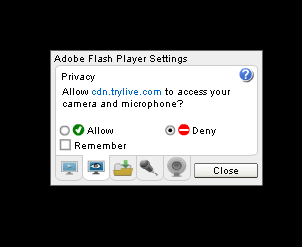 Adobe Flash Player Settings
Privacy
Allow cdn.trylive.com to access your
camera and microphone?
Allow
Deny
Remember
Close